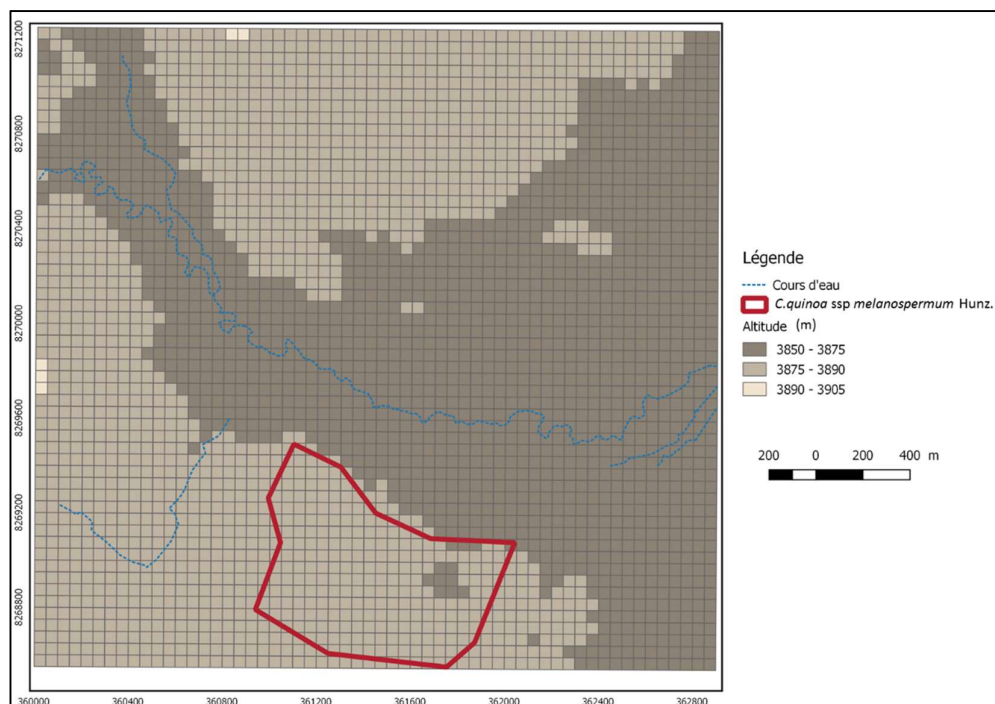 8271200
8270800
8270400
8270000
8269600
8269200
8268800
360000 360400 360800 361200 361600 362000 362400 362800
Légende
Cours d'eau
C.quinoa ssp melanospermum Hunz.
Altitude (m)
3850 - 3875
3875 - 3890
3890 - 3905
200 0 200 400 m